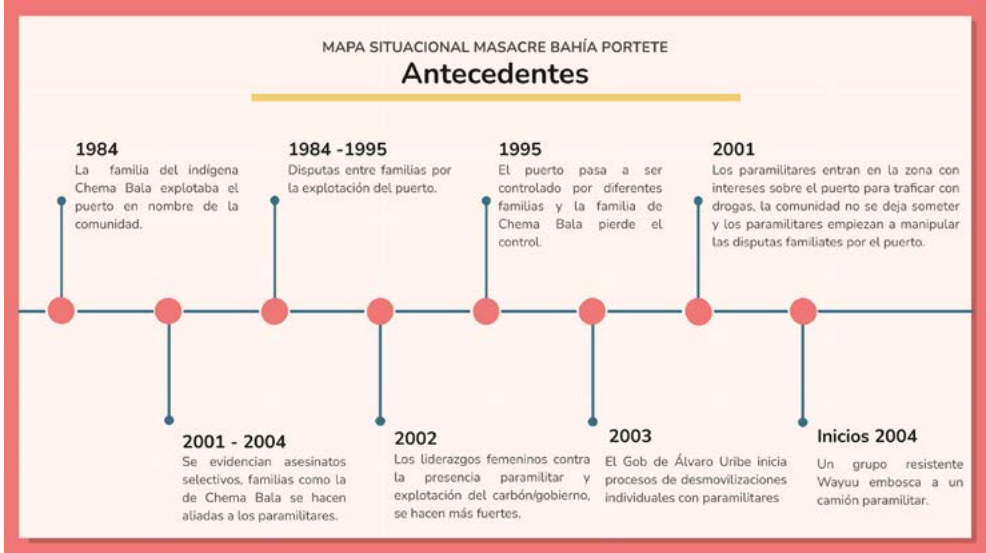 MAPA SITUACIONAL MASACRE BAHÍA PORTETE
Antecedentes
1984
La familia del indígena
Chema Bala explotaba el
puerto en nombre de la
comunidad.
1984 -1995
Disputas entre familias por
la explotación del puerto.
1995
El puerto pasa a ser
controlado por diferentes
familias y la familia de
Chema Bala pierde el
control.
2001
Los paramilitares entran en la zona con
intereses sobre el puerto para traficar con
drogas, la comunidad no se deja someter
y los paramilitares empiezan a manipular
las disputas familiates por el puerto.
2001 - 2004
Se evidencian asesinatos
selectivos, familias como la
de Chema Bala se hacen
aliadas a los paramilitares.
2002
Los liderazgos femeninos contra
la presencia paramilitar y
explotación del carbón/gobierno,
se hacen más fuertes.
2003
El Gob de Álvaro Uribe inicia
procesos de desmovilizaciones
individuales con paramilitares
Inicios 2004
Un grupo resistente
Wayuu embosca a un
camión paramilitar.